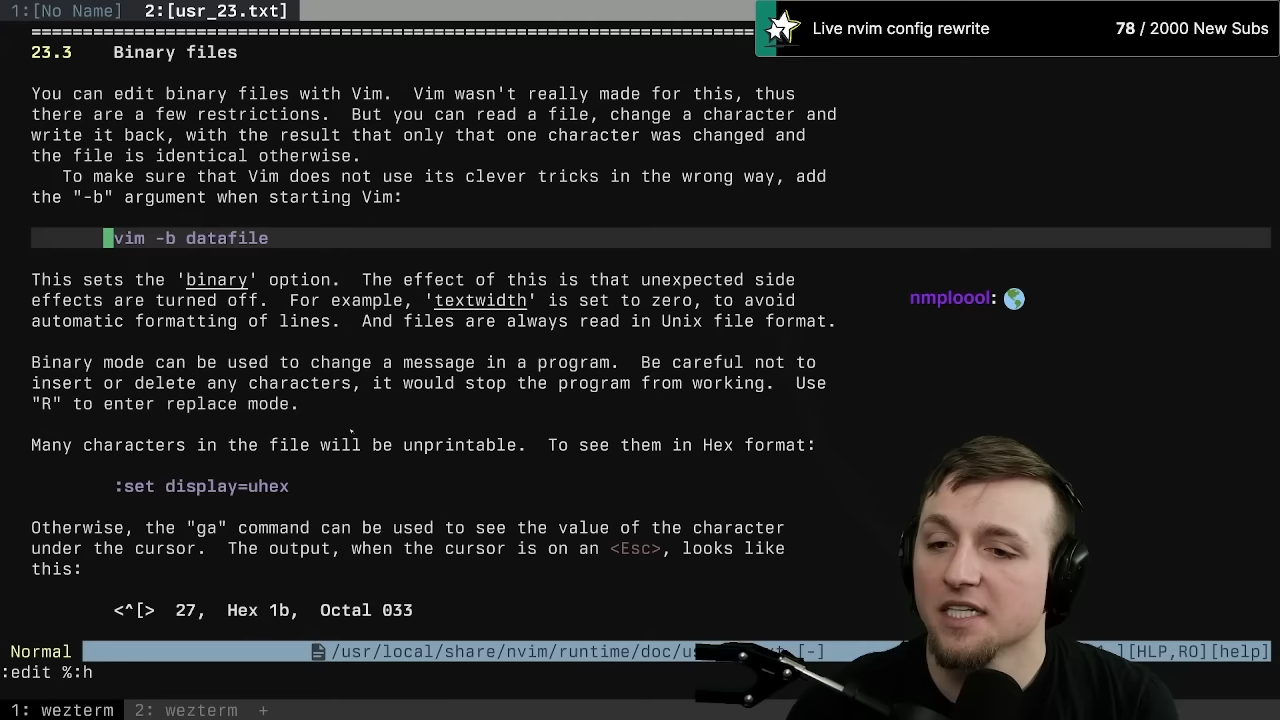 1:[No Name]  2:[usr_23.txt]
Live nvim config rewrite 78 / 2000 New Subs
==============================================================================
23.3 Binary files
You can edit binary files with Vim.  Vim wasn't really made for this, thus
there are a few restrictions.  But you can read a file, change a character and
write it back, with the result that only that one character was changed and
the file is identical otherwise.
To make sure that Vim does not use its clever tricks in the wrong way, add
the "-b" argument when starting Vim:
vim -b datafile
This sets the 'binary' option.  The effect of this is that unexpected side
effects are turned off.  For example, 'textwidth' is set to zero, to avoid
automatic formatting of lines.  And files are always read in Unix file format.
nmploool: 🌎
Binary mode can be used to change a message in a program.  Be careful not to
insert or delete any characters, it would stop the program from working.  Use
"R" to enter replace mode.
Many characters in the file will be unprintable.  To see them in Hex format:
:set display=uhex
Otherwise, the "ga" command can be used to see the value of the character
under the cursor.  The output, when the cursor is on an <Esc>, looks like
this:
<^[>  27,  Hex 1b,  Octal 033
Normal /usr/local/share/nvim/runtime/doc/u [-] ][HLP,RO][help]
:edit %:h
1: wezterm  2: wezterm  +